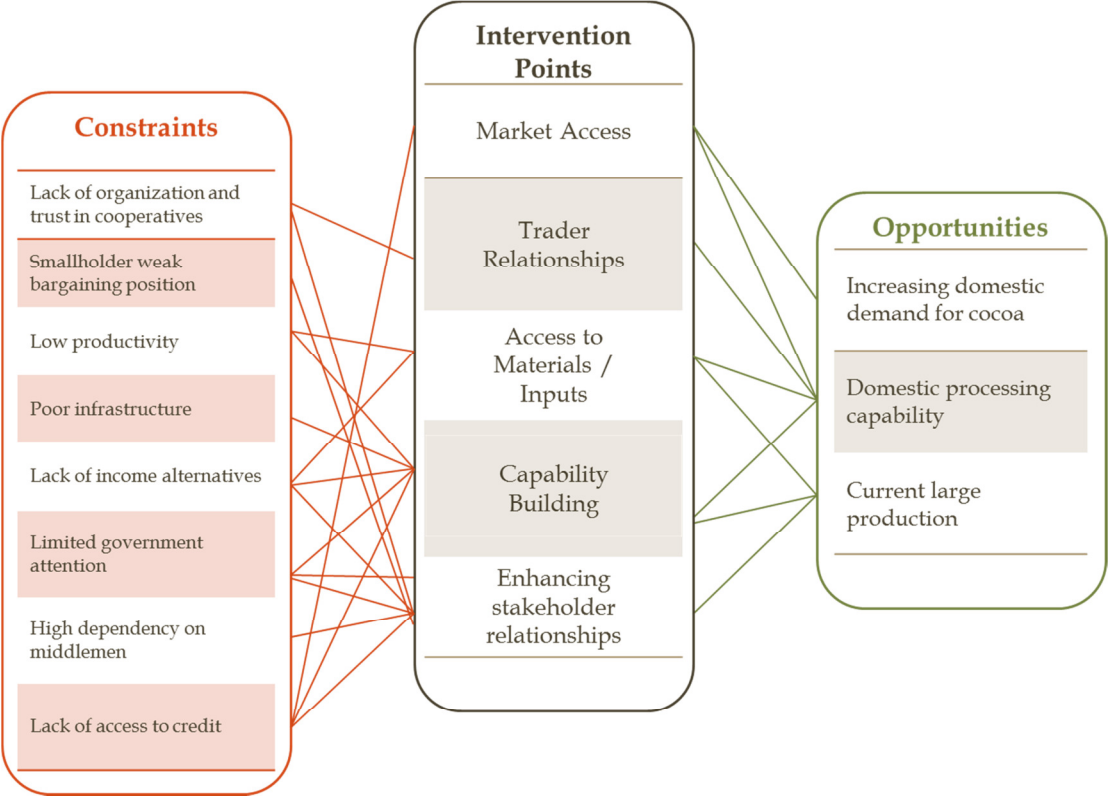 Constraints
Lack of organization and
trust in cooperatives
Smallholder weak
bargaining position
Low productivity
Poor infrastructure
Lack of income alternatives
Limited government
attention
High dependency on
middlemen
Lack of access to credit
Intervention
Points
Market Access
Trader
Relationships
Access to
Materials /
Inputs
Capability
Building
Enhancing
stakeholder
relationships
Opportunities
Increasing domestic
demand for cocoa
Domestic processing
capability
Current large
production